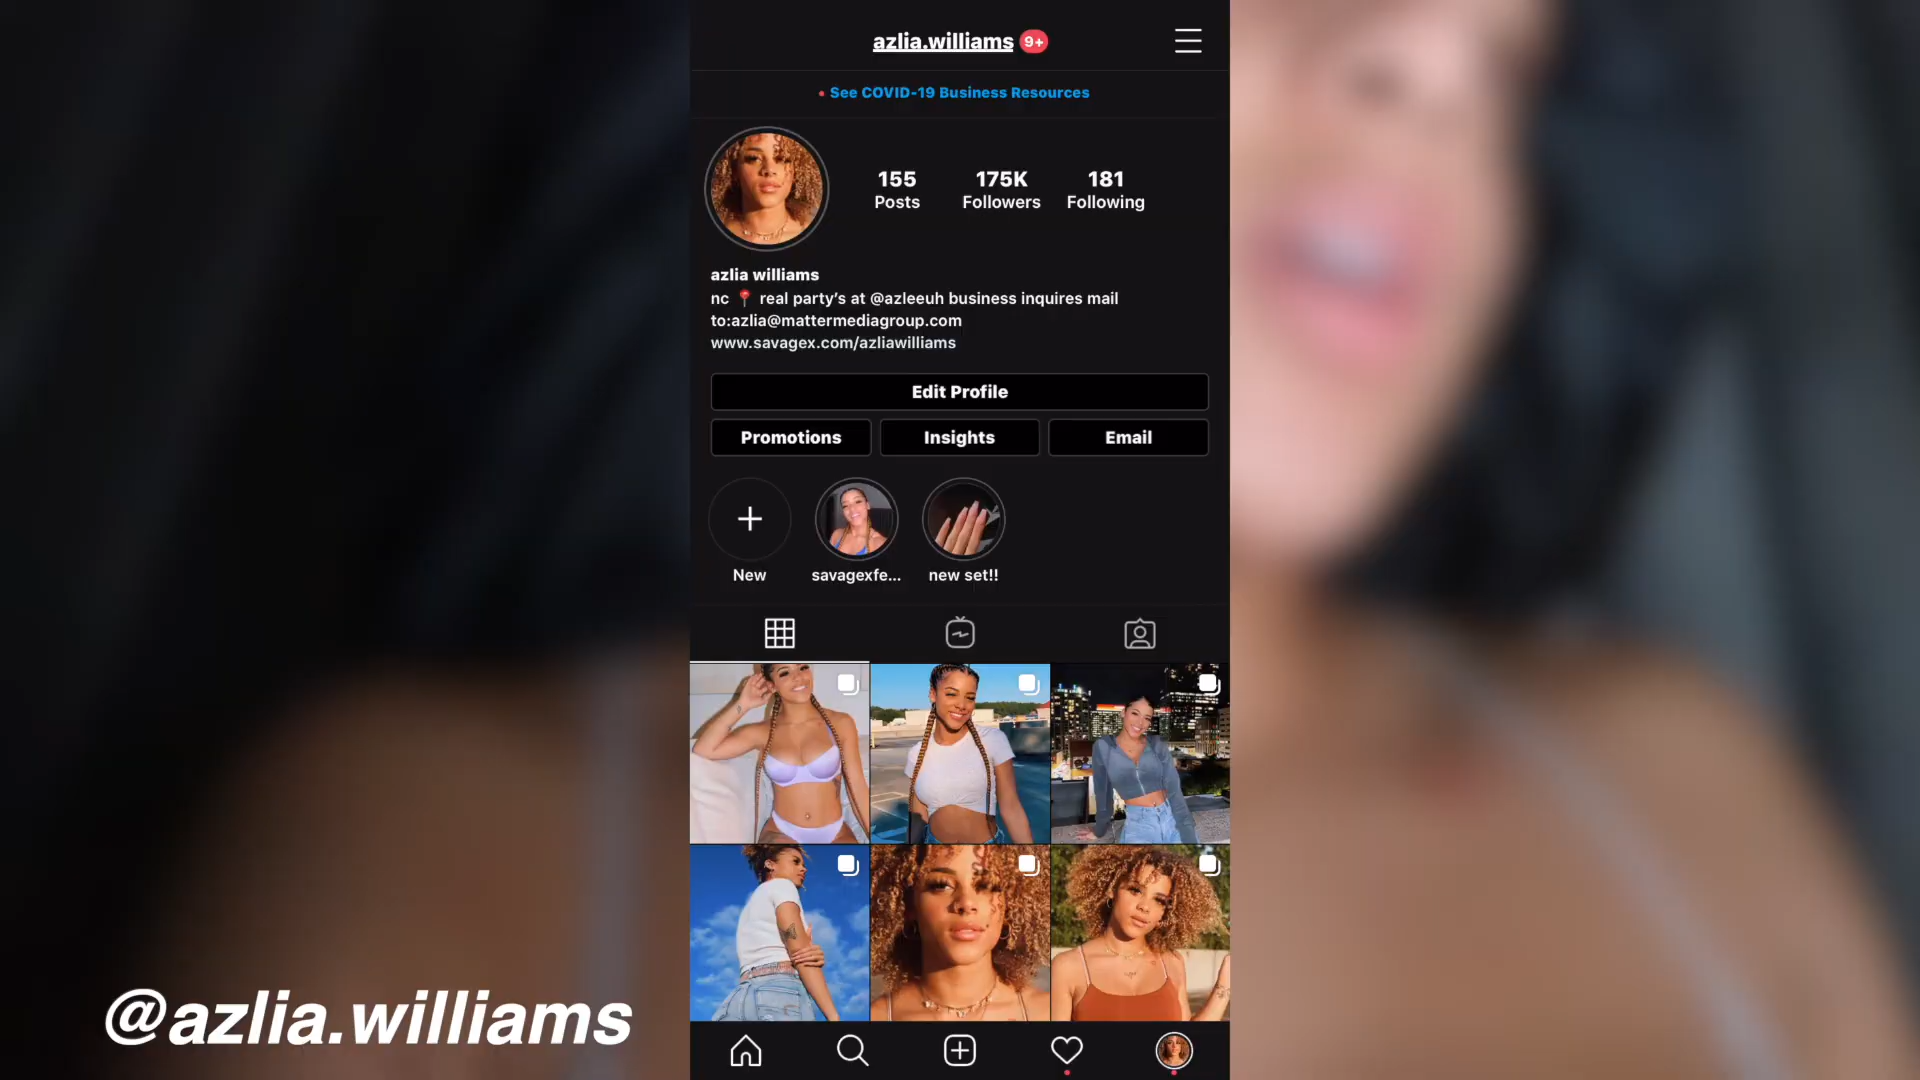 azlia.williams 9+
See COVID-19 Business Resources
155 175K 181
Posts Followers Following
azlia williams
nc 📍 real party’s at @azleeuh business inquires mail
to:azlia@mattermediagroup.com
www.savagex.com/azliawilliams
Edit Profile
Promotions Insights Email
New savagexfe... new set!!
@azlia.williams